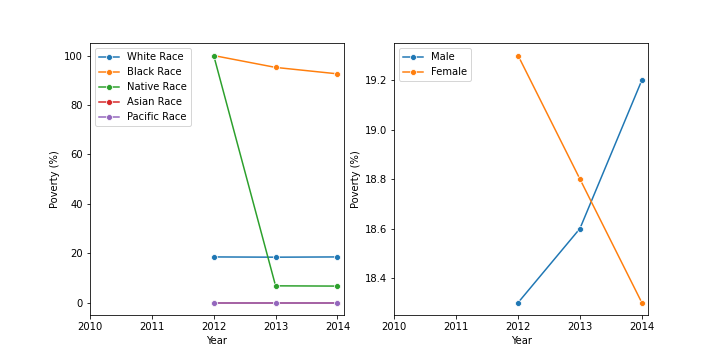 White Race
Black Race
Native Race
Asian Race
Pacific Race
100
80
60
40
20
0
Poverty (%)
2010 2011 2012 2013 2014
Year
Male
Female
19.2
19.0
18.8
18.6
18.4
Poverty (%)
2010 2011 2012 2013 2014
Year